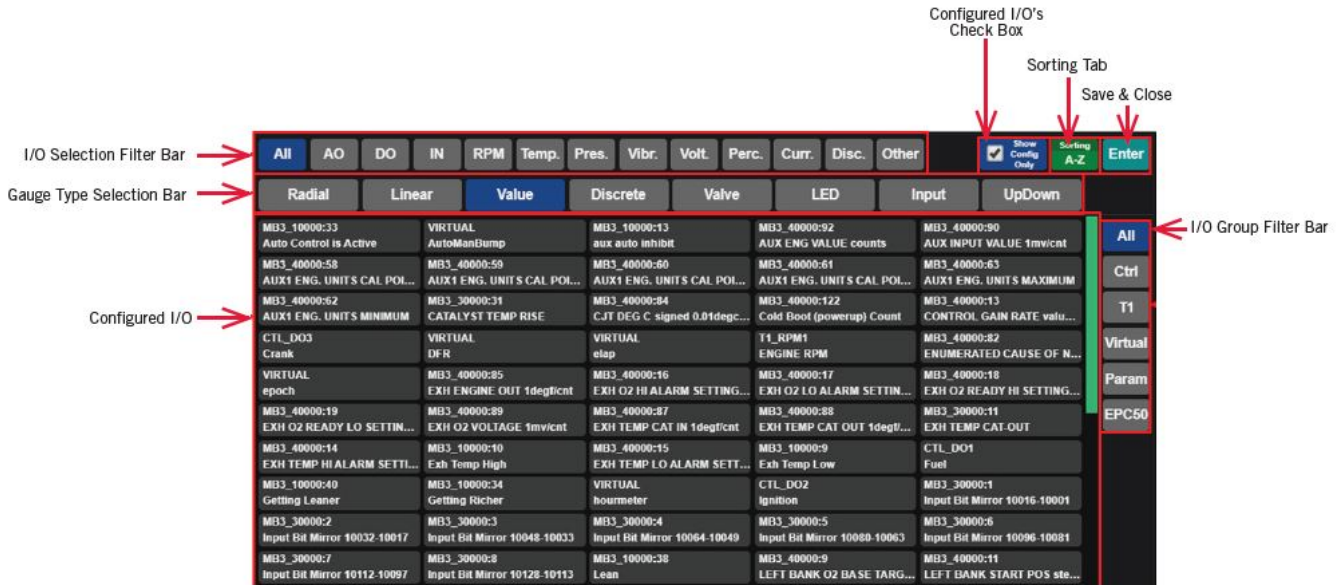 Configured I/O's
Check Box
Sorting Tab
Save & Close
I/O Selection Filter Bar
All AO DO IN RPM Temp. Pres. Vibr. Volt. Perc. Curr. Disc. Other
Show
Config
Only
Sorting
A-Z
Enter
Gauge Type Selection Bar
Radial Linear Value Discrete Valve LED Input UpDown
I/O Group Filter Bar
All
Ctrl
T1
Virtual
Param
EPC50
Configured I/O
MB3_10000:33 VIRTUAL MB3_10000:13 MB3_40000:92 MB3_40000:90
Auto Control is Active AutoManBump aux auto inhibit AUX ENG VALUE counts AUX INPUT VALUE 1mv/cnt
MB3_40000:58 MB3_40000:59 MB3_40000:60 MB3_40000:61 MB3_40000:63
AUX1 ENG. UNITS CAL POI... AUX1 ENG. UNITS CAL POI... AUX1 ENG. UNITS CAL POI... AUX1 ENG. UNITS CAL POI... AUX1 ENG. UNITS MAXIMUM
MB3_40000:62 MB3_30000:31 MB3_40000:84 MB3_40000:122 MB3_40000:13
AUX1 ENG. UNITS MINIMUM CATALYST TEMP RISE CJT DEG C signed 0.01degc... Cold Boot (powerup) Count CONTROL GAIN RATE valu...
CTL_DO3 VIRTUAL VIRTUAL T1_RPM1 MB3_40000:82
Crank DFR elap ENGINE RPM ENUMERATED CAUSE OF N...
VIRTUAL MB3_40000:85 MB3_40000:16 MB3_40000:17 MB3_40000:18
epoch EXH ENGINE OUT 1degf/cnt EXH O2 HI ALARM SETTING... EXH O2 LO ALARM SETTIN... EXH O2 READY HI SETTING...
MB3_40000:19 MB3_40000:89 MB3_40000:87 MB3_40000:88 MB3_30000:11
EXH O2 READY LO SETTIN... EXH O2 VOLTAGE 1mv/cnt EXH TEMP CAT IN 1degf/cnt EXH TEMP CAT OUT 1degf/... EXH TEMP CAT-OUT
MB3_40000:14 MB3_10000:10 MB3_40000:15 MB3_10000:9 CTL_DO1
EXH TEMP HI ALARM SETTI... Exh Temp High EXH TEMP LO ALARM SETT... Exh Temp Low Fuel
MB3_10000:40 MB3_10000:34 VIRTUAL CTL_DO2 MB3_30000:1
Getting Leaner Getting Richer hourmeter Ignition Input Bit Mirror 10016-10001
MB3_30000:2 MB3_30000:3 MB3_30000:4 MB3_30000:5 MB3_30000:6
Input Bit Mirror 10032-10017 Input Bit Mirror 10048-10033 Input Bit Mirror 10064-10049 Input Bit Mirror 10080-10063 Input Bit Mirror 10096-10081
MB3_30000:7 MB3_30000:8 MB3_10000:38 MB3_40000:9 MB3_40000:11
Input Bit Mirror 10112-10097 Input Bit Mirror 10128-10113 Lean LEFT BANK O2 BASE TARG... LEFT BANK START POS ste...